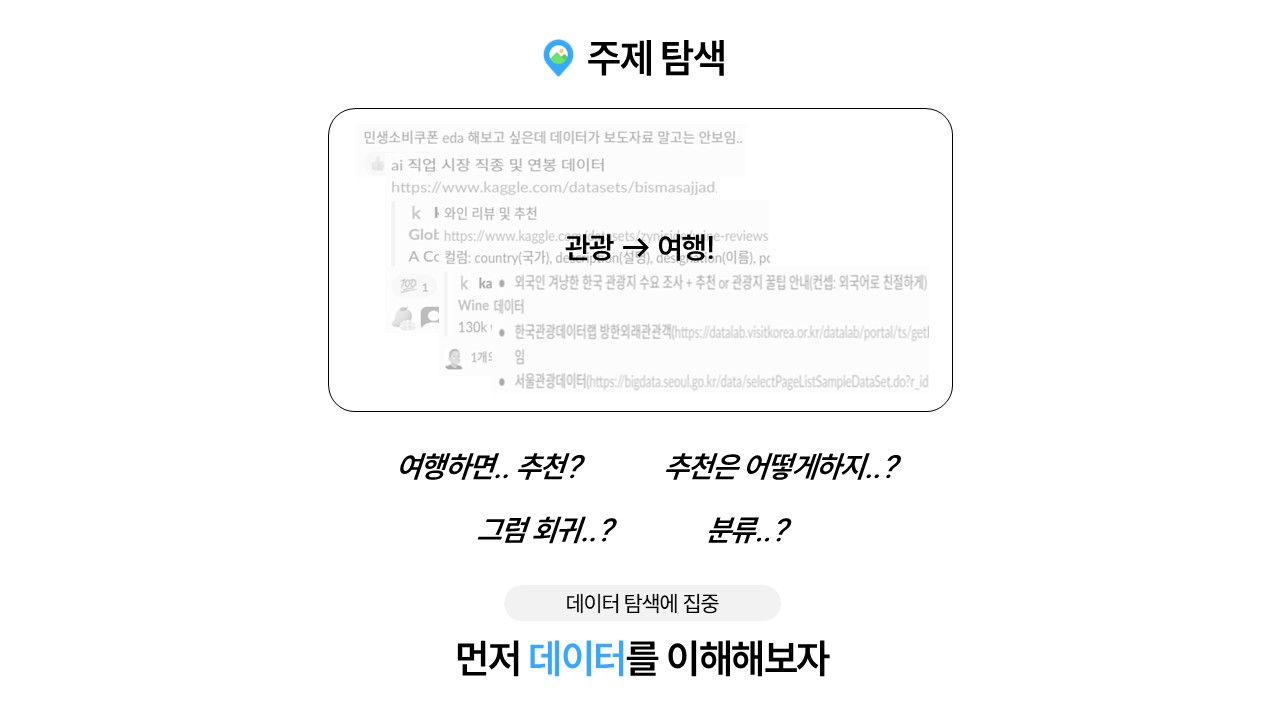 주제 탐색
민생소비쿠폰 eda 해보고 싶은데 데이터가 보도자료 말고는 안보임..
ai 직업 시장 직종 및 연봉 데이터
https://www.kaggle.com/datasets/bismasajjad
k
와인 리뷰 및 추천
Glob
https://www.kaggle.com/datasets/zynicide/wine-reviews
관광 → 여행!
A Co
컬럼: country(국가), description(설명), designation(이름), po
💯 1
k ka
• 외국인 겨냥한 한국 관광지 수요 조사 + 추천 or 관광지 꿀팁 안내(컨셉: 외국어로 친절하게)
Wine
데이터
130k
• 한국관광데이터랩 방한외래관관객(https://datalab.visitkorea.or.kr/datalab/portal/ts/getl
임
1개의
• 서울관광데이터(https://bigdata.seoul.go.kr/data/selectPageListSampleDataSet.do?r_id
여행하면.. 추천? 추천은 어떻게하지..?
그럼 회귀..? 분류..?
데이터 탐색에 집중
먼저 데이터를 이해해보자